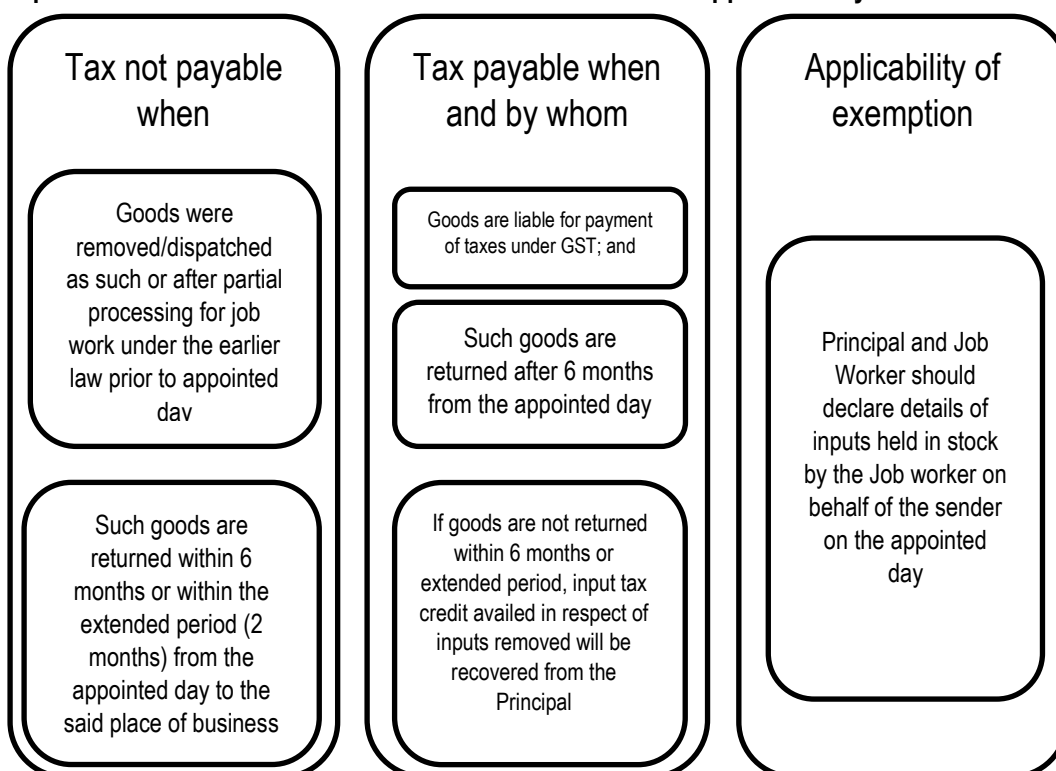 Tax not payable
when
Goods were
removed/dispatched
as such or after partial
processing for job
work under the earlier
law prior to appointed
day
Such goods are
returned within 6
months or within the
extended period (2
months) from the
appointed day to the
said place of business
Tax payable when
and by whom
Goods are liable for payment
of taxes under GST; and
Such goods are
returned after 6 months
from the appointed day
If goods are not returned
within 6 months or
extended period, input tax
credit availed in respect of
inputs removed will be
recovered from the
Principal
Applicability of
exemption
Principal and Job
Worker should
declare details of
inputs held in stock
by the Job worker on
behalf of the sender
on the appointed
day